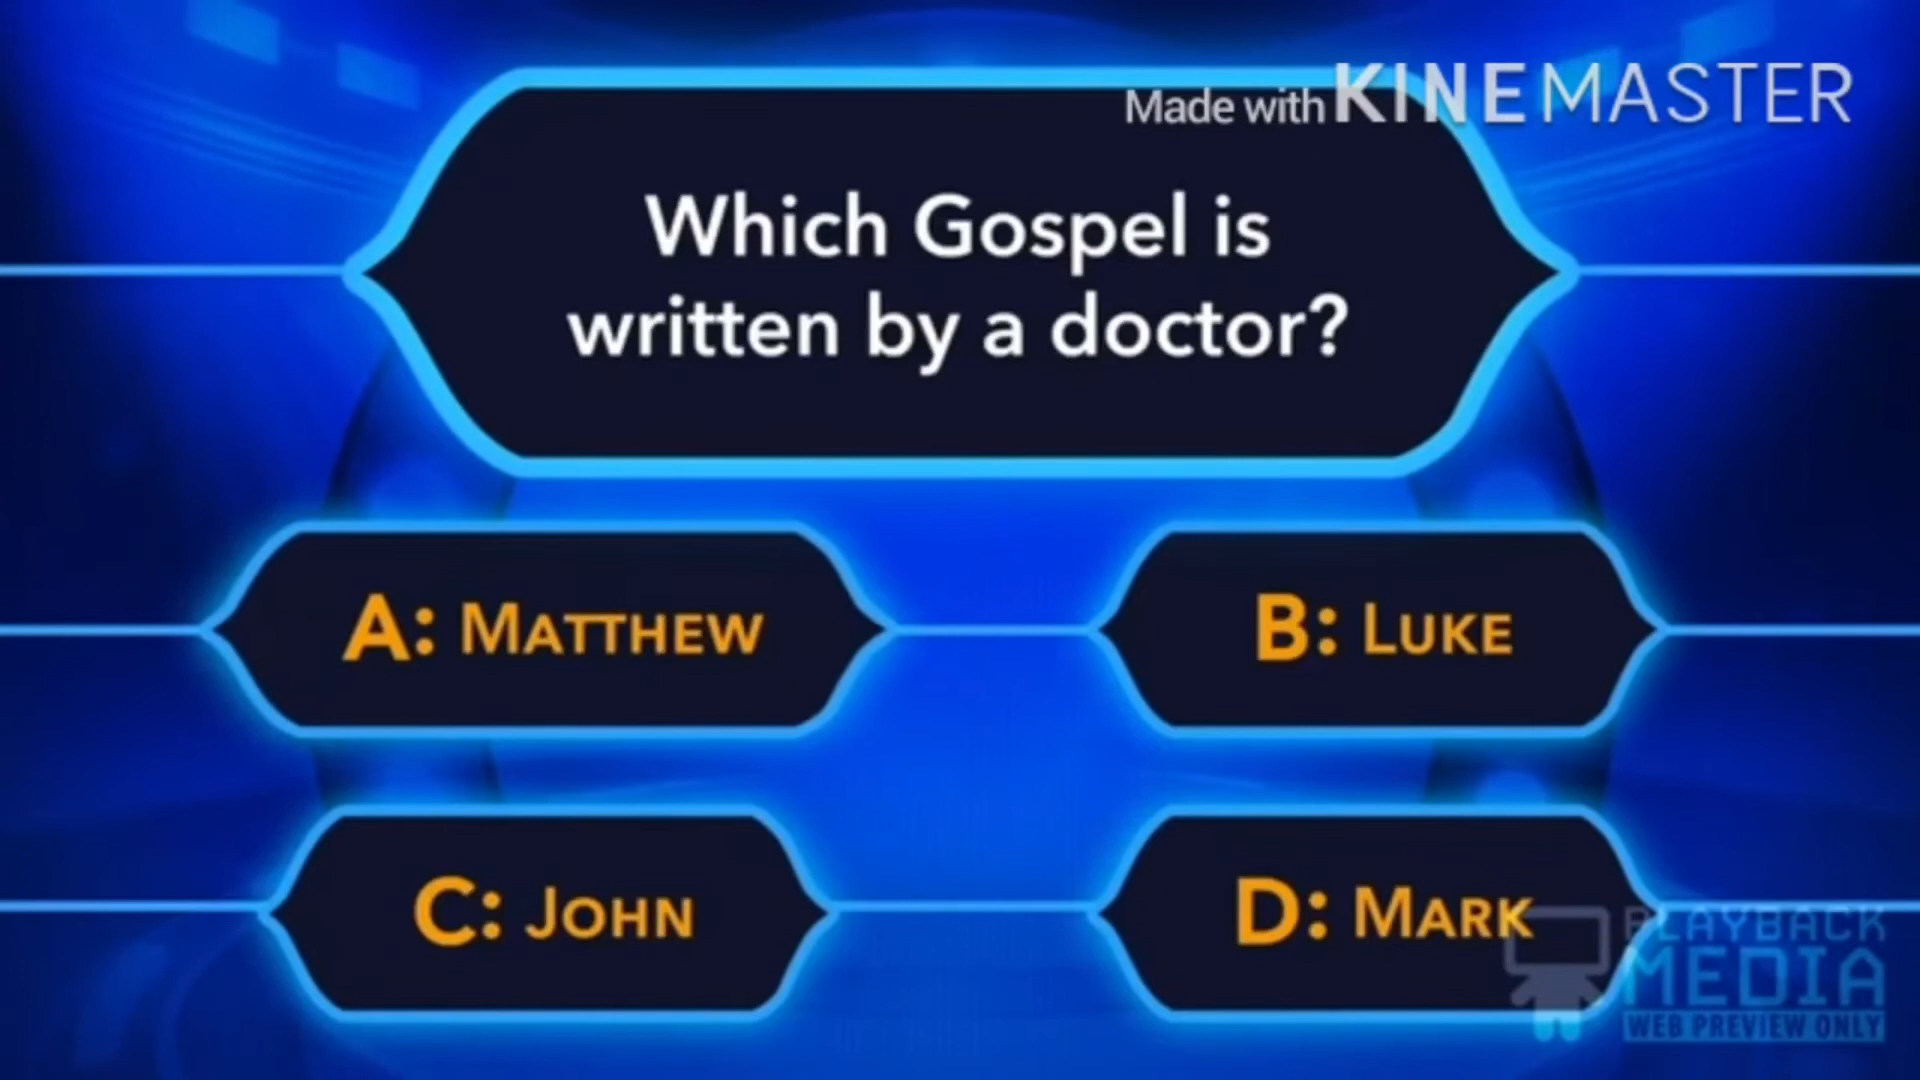 Made with KINEMASTER
Which Gospel is
written by a doctor?
A: MATTHEW
B: LUKE
C: JOHN
D: MARK
PLAYBACK
MEDIA
WEB PREVIEW ONLY